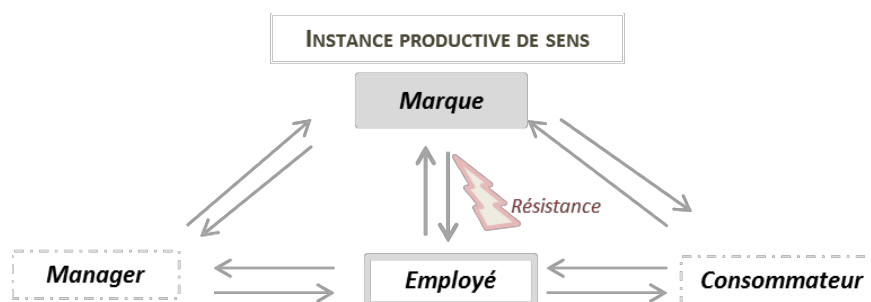 INSTANCE PRODUCTIVE DE SENS
Marque
Résistance
Manager
Employé
Consommateur